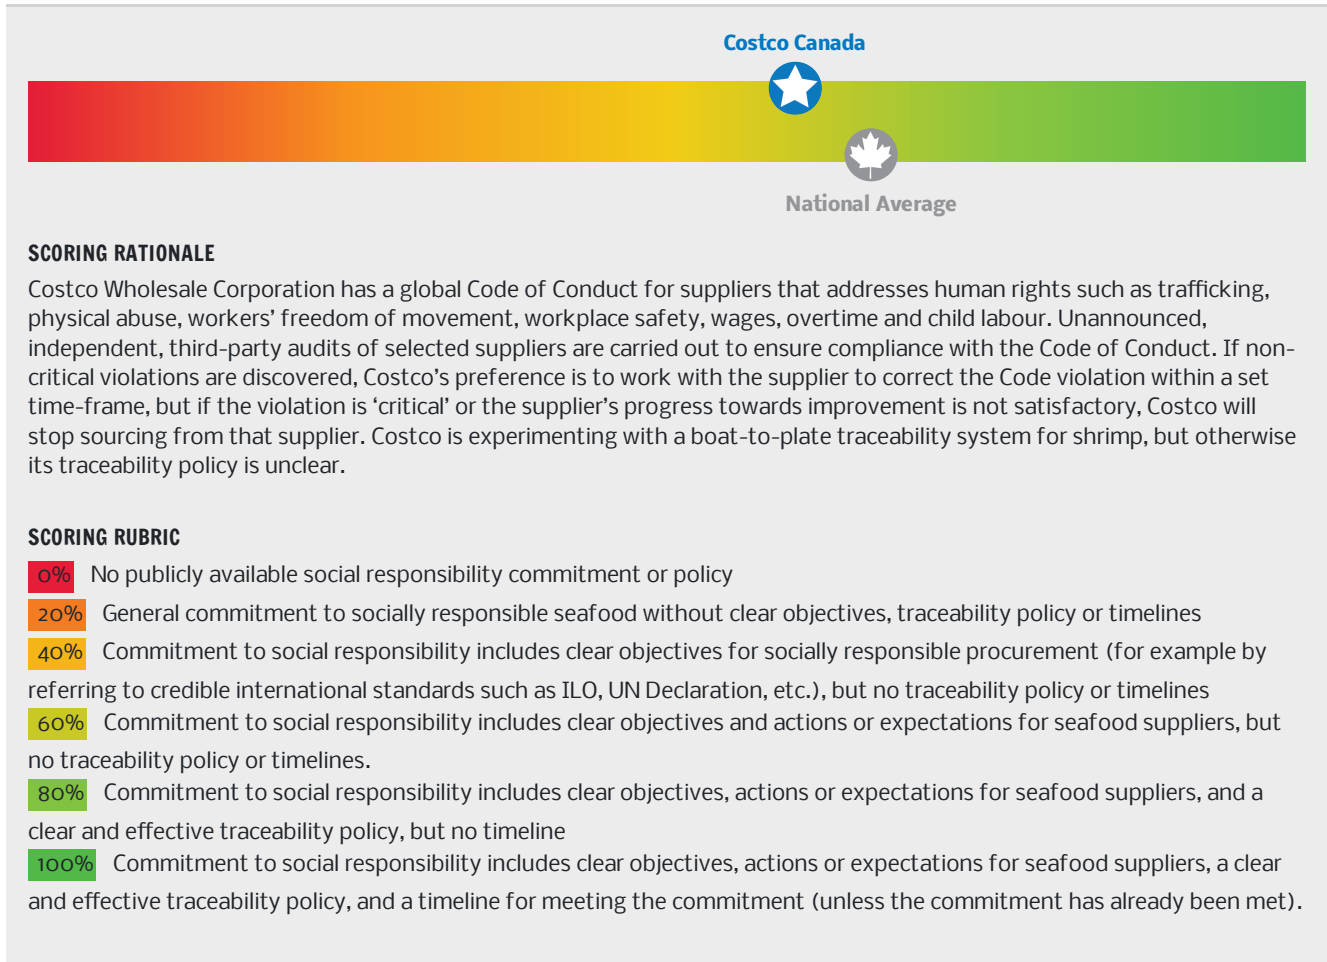 Costco Canada
National Average
SCORING RATIONALE
Costco Wholesale Corporation has a global Code of Conduct for suppliers that addresses human rights such as trafficking,
physical abuse, workers’ freedom of movement, workplace safety, wages, overtime and child labour. Unannounced,
independent, third-party audits of selected suppliers are carried out to ensure compliance with the Code of Conduct. If non-
critical violations are discovered, Costco’s preference is to work with the supplier to correct the Code violation within a set
time-frame, but if the violation is ‘critical’ or the supplier’s progress towards improvement is not satisfactory, Costco will
stop sourcing from that supplier. Costco is experimenting with a boat-to-plate traceability system for shrimp, but otherwise
its traceability policy is unclear.
SCORING RUBRIC
0% No publicly available social responsibility commitment or policy
20% General commitment to socially responsible seafood without clear objectives, traceability policy or timelines
40% Commitment to social responsibility includes clear objectives for socially responsible procurement (for example by
referring to credible international standards such as ILO, UN Declaration, etc.), but no traceability policy or timelines
60% Commitment to social responsibility includes clear objectives and actions or expectations for seafood suppliers, but
no traceability policy or timelines.
80% Commitment to social responsibility includes clear objectives, actions or expectations for seafood suppliers, and a
clear and effective traceability policy, but no timeline
100% Commitment to social responsibility includes clear objectives, actions or expectations for seafood suppliers, a clear
and effective traceability policy, and a timeline for meeting the commitment (unless the commitment has already been met).